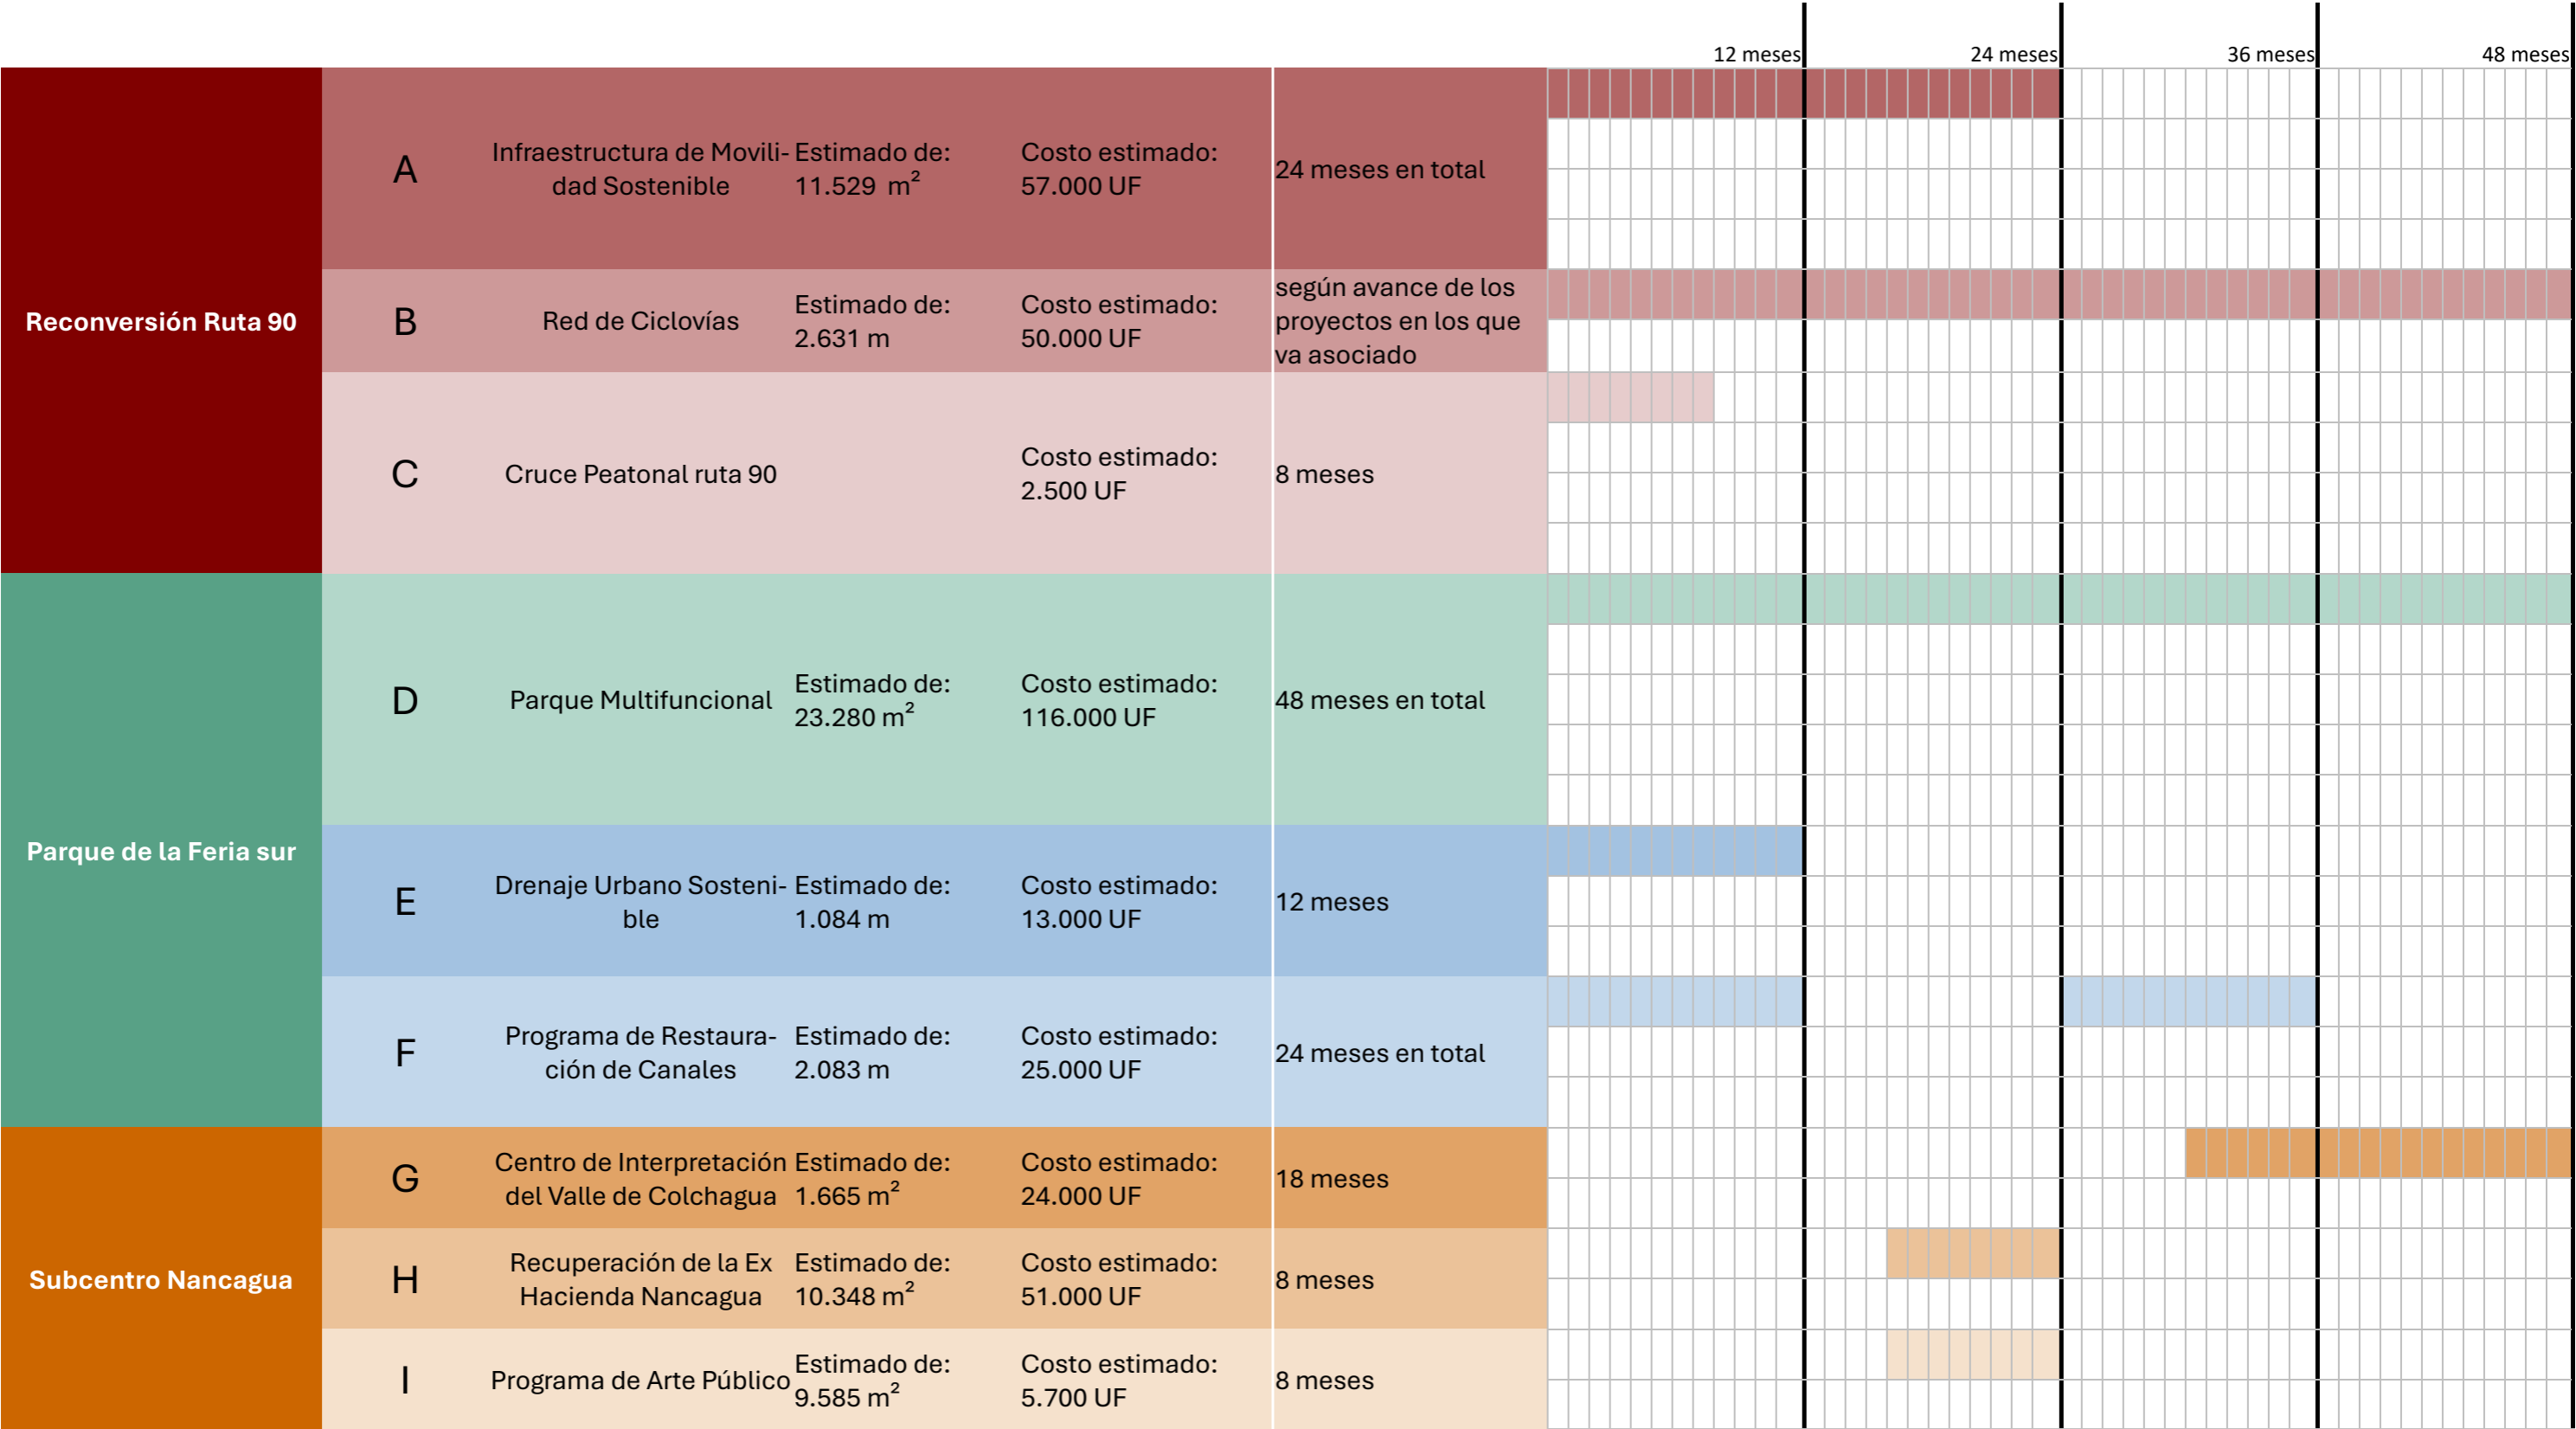 12 meses
24 meses
36 meses
48 meses
Reconversión Ruta 90
A
Infraestructura de Movili-
dad Sostenible
Estimado de:
11.529 m²
Costo estimado:
57.000 UF
24 meses en total
B
Red de Ciclovías
Estimado de:
2.631 m
Costo estimado:
50.000 UF
según avance de los
proyectos en los que
va asociado
C
Cruce Peatonal ruta 90
Costo estimado:
2.500 UF
8 meses
Parque de la Feria sur
D
Parque Multifuncional
Estimado de:
23.280 m²
Costo estimado:
116.000 UF
48 meses en total
E
Drenaje Urbano Sosteni-
ble
Estimado de:
1.084 m
Costo estimado:
13.000 UF
12 meses
F
Programa de Restaura-
ción de Canales
Estimado de:
2.083 m
Costo estimado:
25.000 UF
24 meses en total
Subcentro Nancagua
G
Centro de Interpretación
del Valle de Colchagua
Estimado de:
1.665 m²
Costo estimado:
24.000 UF
18 meses
H
Recuperación de la Ex
Hacienda Nancagua
Estimado de:
10.348 m²
Costo estimado:
51.000 UF
8 meses
I
Programa de Arte Público
Estimado de:
9.585 m²
Costo estimado:
5.700 UF
8 meses